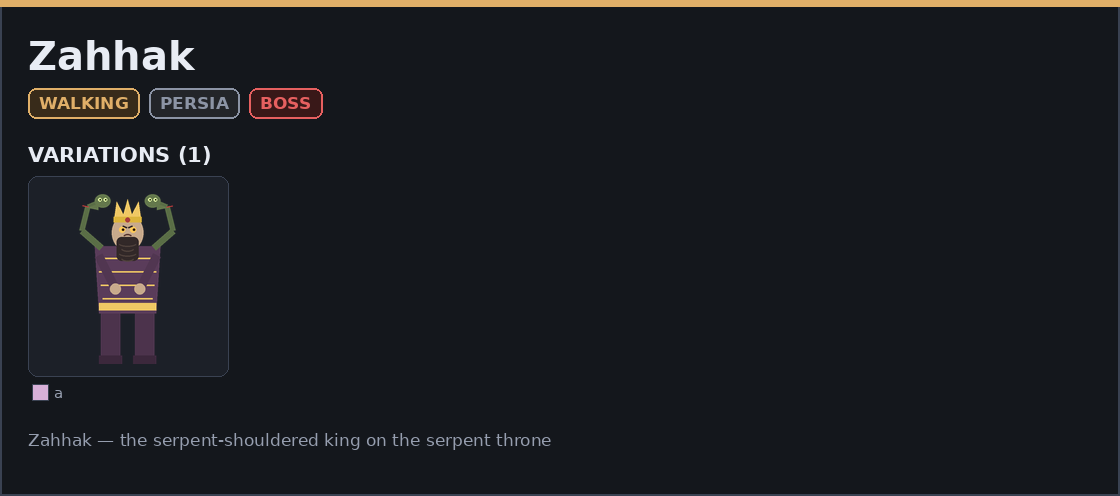 Zahhak
WALKING PERSIA BOSS
VARIATIONS (1)
a
Zahhak — the serpent-shouldered king on the serpent throne